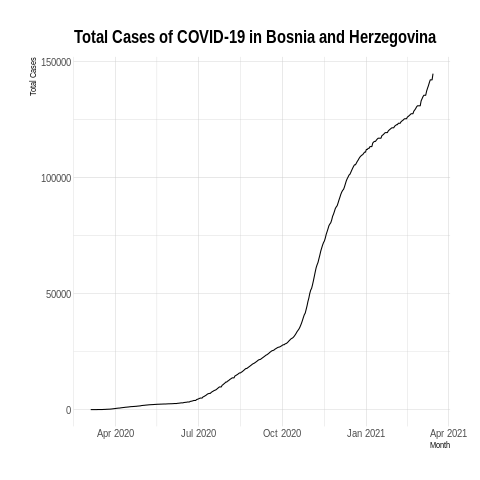 Total Cases of COVID-19 in Bosnia and Herzegovina
Total Cases
150000
100000
50000
0
Apr 2020 Jul 2020 Oct 2020 Jan 2021 Apr 2021
Month